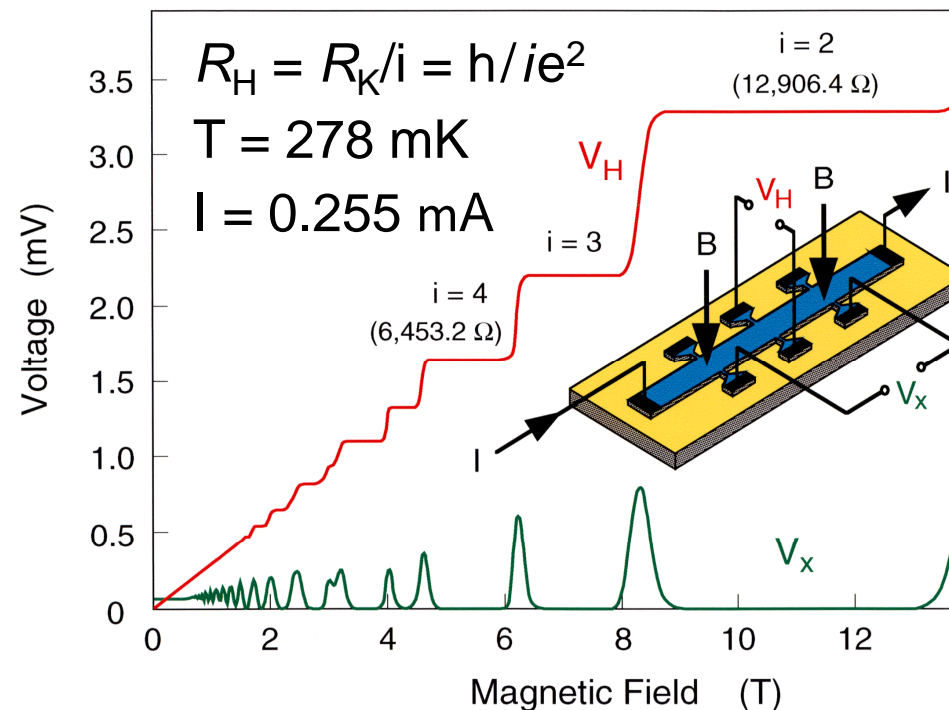 R_H = R_K/i = h/ie²
T = 278 mK
I = 0.255 mA
i = 2
(12,906.4 Ω)
i = 3
i = 4
(6,453.2 Ω)
V_H
V_H
B
B
I
I
V_x
V_x
Voltage (mV)
3.5
3.0
2.5
2.0
1.5
1.0
0.5
0
0 2 4 6 8 10 12
Magnetic Field (T)